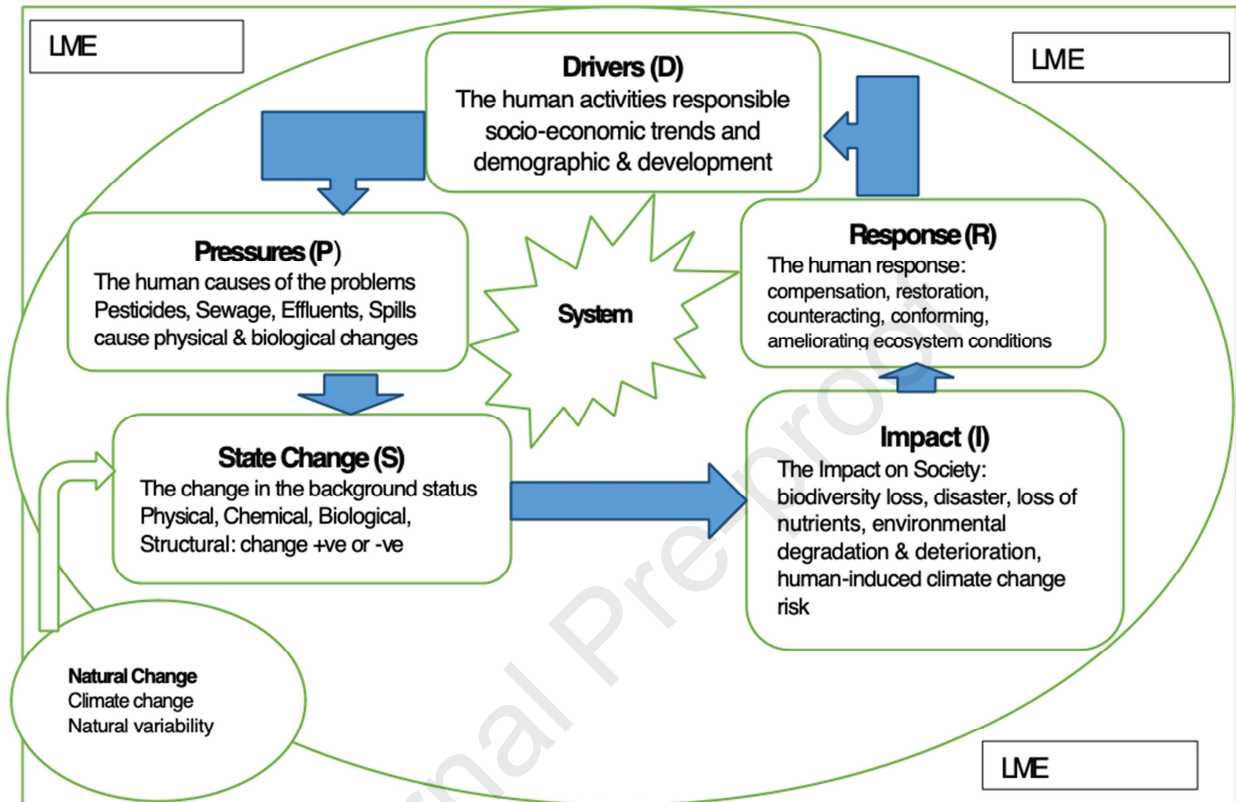 LME
LME
Drivers (D)
The human activities responsible
socio-economic trends and
demographic & development
Pressures (P)
The human causes of the problems
Pesticides, Sewage, Effluents, Spills
cause physical & biological changes
Response (R)
The human response:
compensation, restoration,
counteracting, conforming,
ameliorating ecosystem conditions
System
State Change (S)
The change in the background status
Physical, Chemical, Biological,
Structural: change +ve or -ve
Impact (I)
The Impact on Society:
biodiversity loss, disaster, loss of
nutrients, environmental
degradation & deterioration,
human-induced climate change
risk
Natural Change
Climate change
Natural variability
LME
rnal Pre-proof